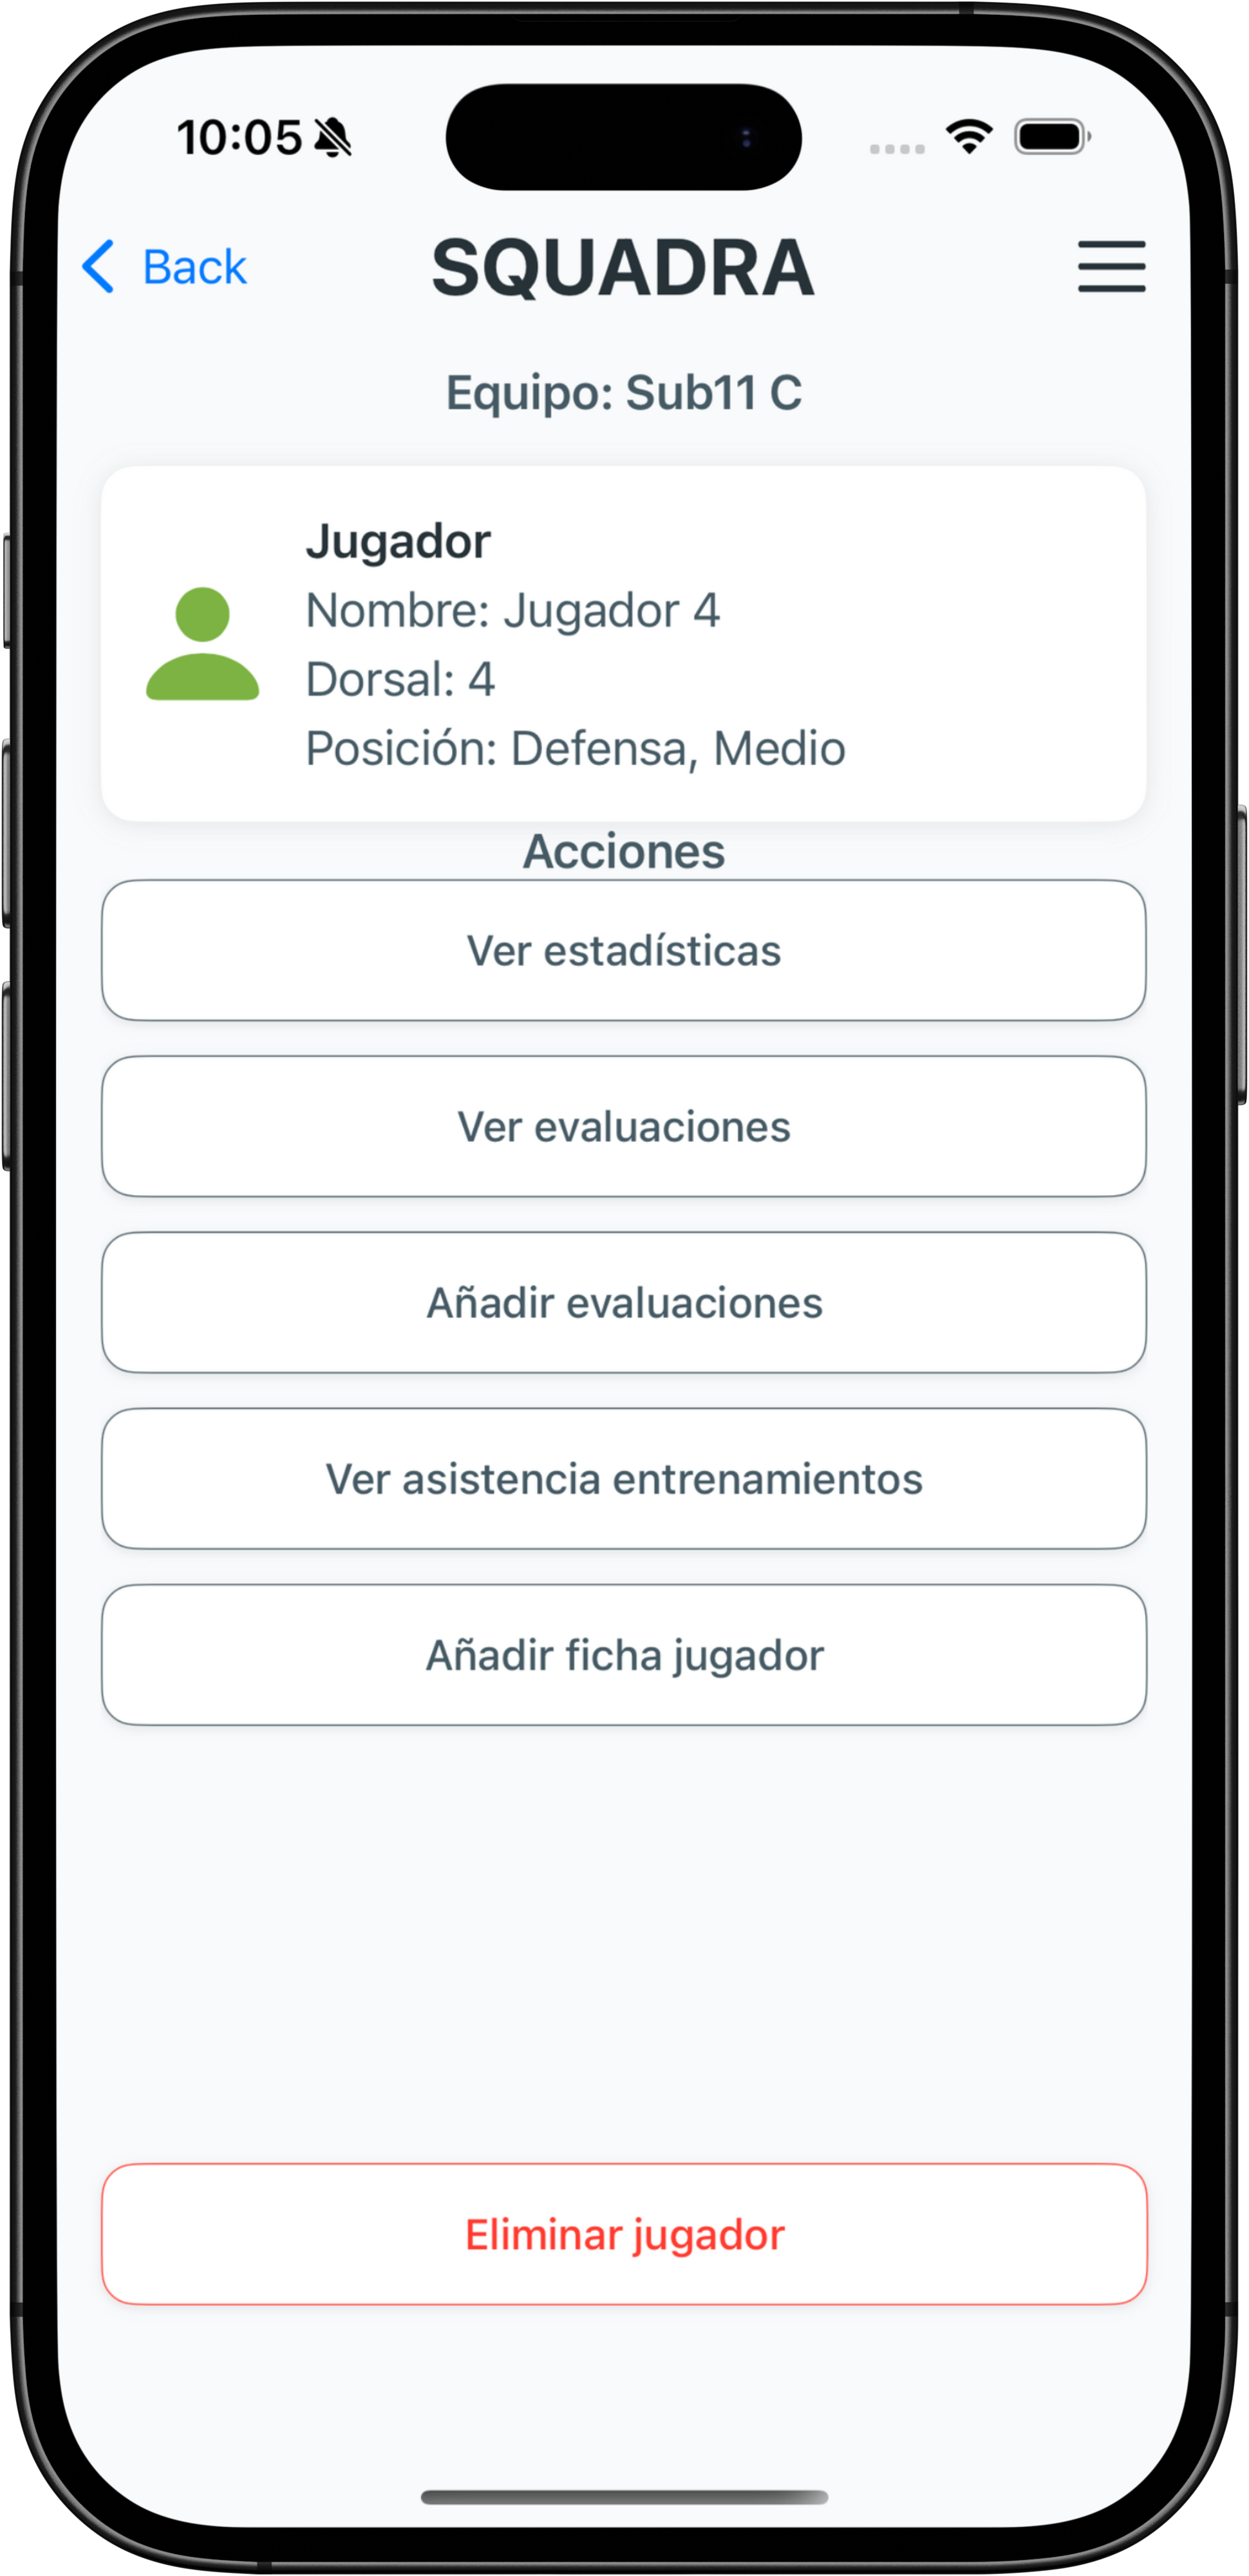 10:05
Back
SQUADRA
Equipo: Sub11 C
Jugador
Nombre: Jugador 4
Dorsal: 4
Posición: Defensa, Medio
Acciones
Ver estadísticas
Ver evaluaciones
Añadir evaluaciones
Ver asistencia entrenamientos
Añadir ficha jugador
Eliminar jugador